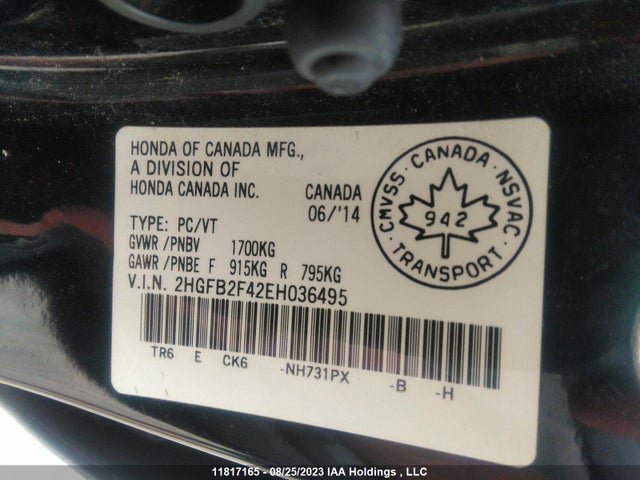 HONDA OF CANADA MFG.,
A DIVISION OF
HONDA CANADA INC. CANADA
06/'14
TYPE: PC/VT
GVWR/PNBV 1700KG
GAWR/PNBE F 915KG R 795KG
V.I.N. 2HGFB2F42EH036495
TR6 E CK6 -NH731PX -B -H
CMVSS · CANADA · NSVAC
942
TRANSPORT
11817165 - 08/25/2023 IAA Holdings , LLC